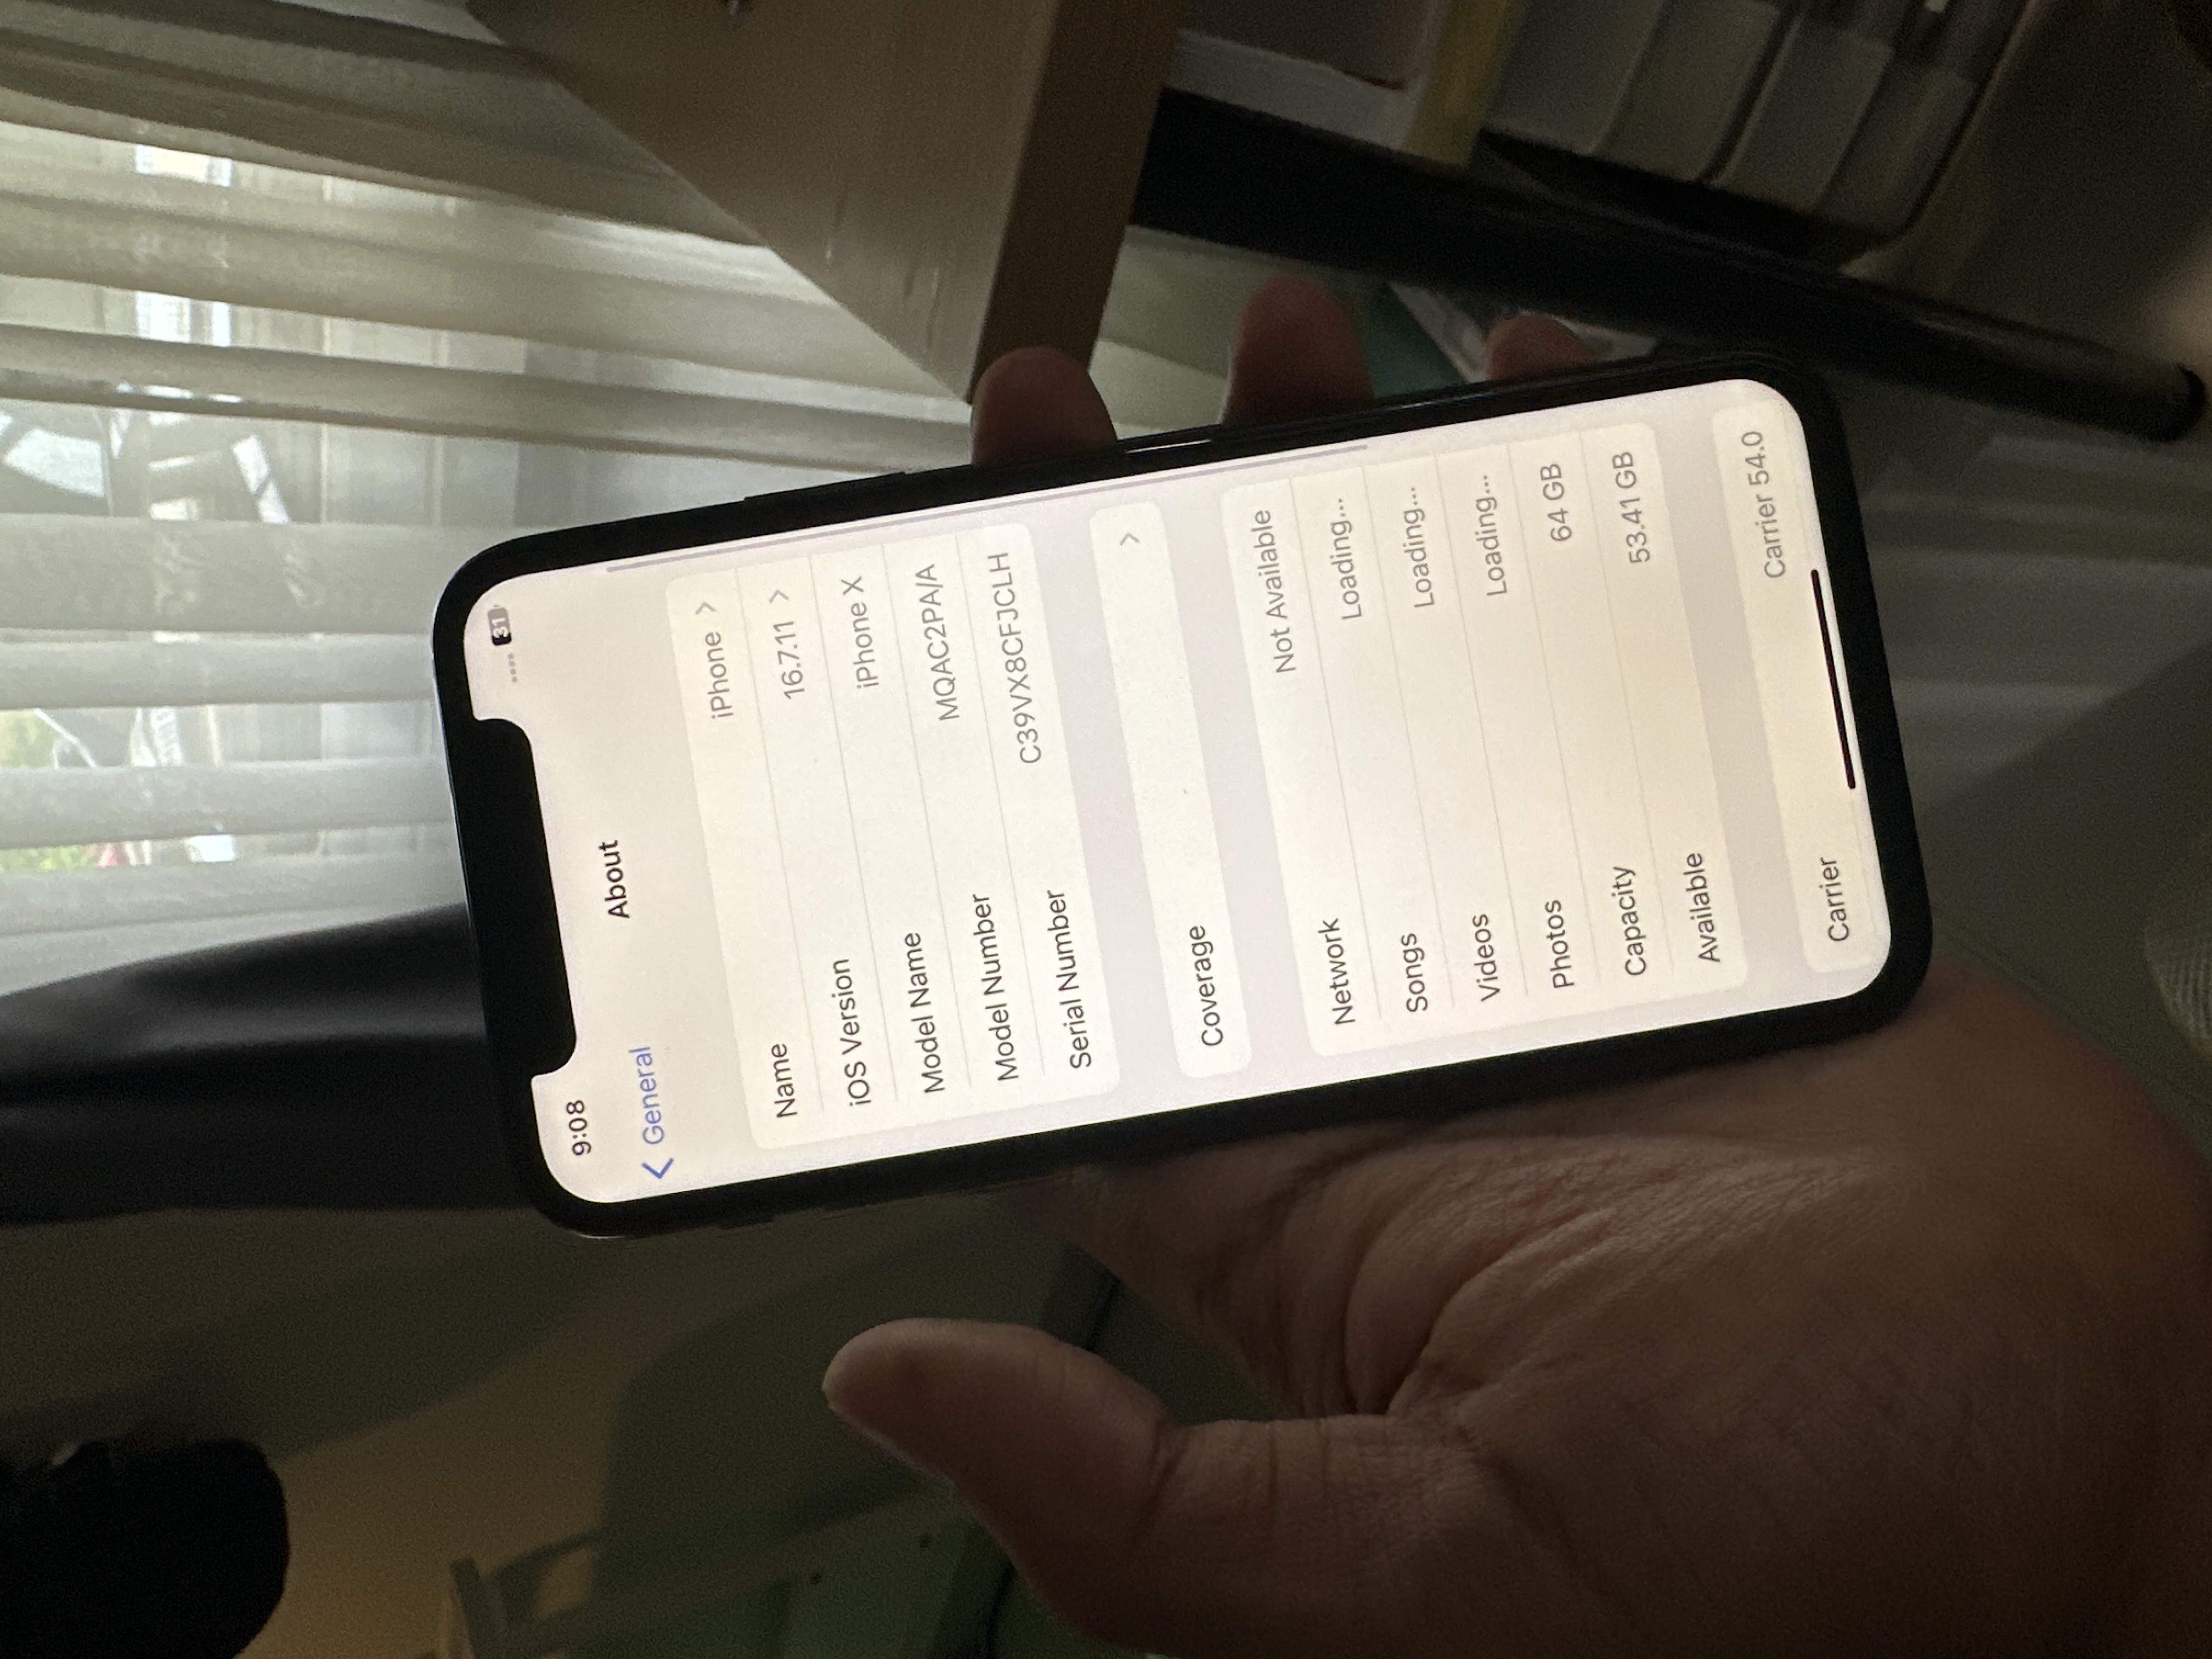 9:08
31
General
About
Name iPhone
iOS Version 16.7.11
Model Name iPhone X
Model Number MQAC2PA/A
Serial Number C39VX8CFJCLH
Coverage
Network Not Available
Songs Loading...
Videos Loading...
Photos Loading...
Capacity 64 GB
Available 53.41 GB
Carrier Carrier 54.0